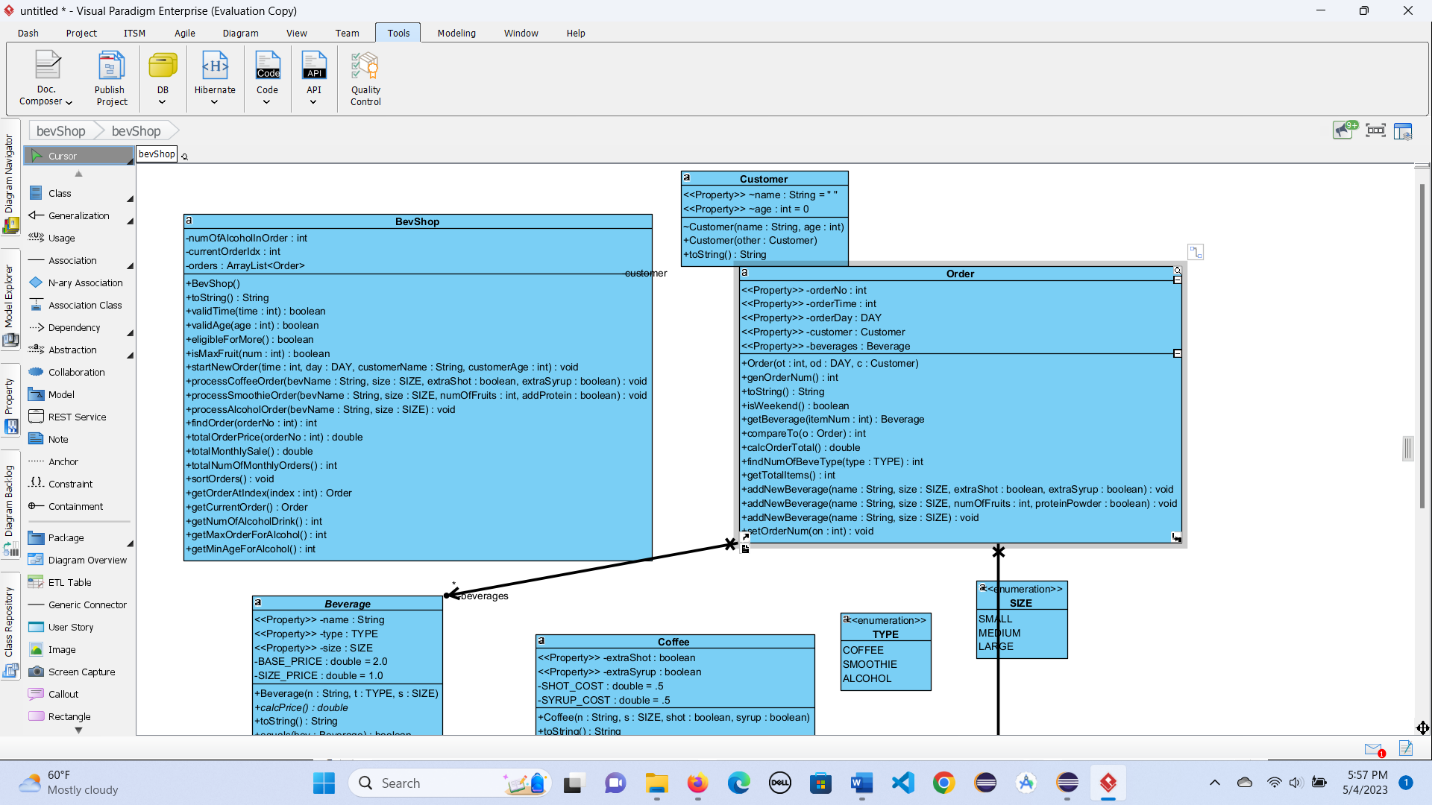 untitled * - Visual Paradigm Enterprise (Evaluation Copy)
Dash Project ITSM Agile Diagram View Team Tools Modeling Window Help
Doc. Composer
Publish Project
DB
Hibernate
Code
Code
API
API
Quality Control
bevShop bevShop
9+
Diagram Navigator
Model Explorer
Property
Diagram Backlog
Class Repository
Cursor
Class
Generalization
Usage
Association
N-ary Association
Association Class
Dependency
Abstraction
Collaboration
Model
REST Service
Note
Anchor
Constraint
Containment
Package
Diagram Overview
ETL Table
Generic Connector
User Story
Image
Screen Capture
Callout
Rectangle
bevShop
BevShop
-numOfAlcoholInOrder : int
-currentOrderIdx : int
-orders : ArrayList<Order>
+BevShop()
+toString() : String
+validTime(time : int) : boolean
+validAge(age : int) : boolean
+eligibleForMore() : boolean
+isMaxFruit(num : int) : boolean
+startNewOrder(time : int, day : DAY, customerName : String, customerAge : int) : void
+processCoffeeOrder(bevName : String, size : SIZE, extraShot : boolean, extraSyrup : boolean) : void
+processSmoothieOrder(bevName : String, size : SIZE, numOfFruits : int, addProtein : boolean) : void
+processAlcoholOrder(bevName : String, size : SIZE) : void
+findOrder(orderNo : int) : int
+totalOrderPrice(orderNo : int) : double
+totalMonthlySale() : double
+totalNumOfMonthlyOrders() : int
+sortOrders() : void
+getOrderAtIndex(index : int) : Order
+getCurrentOrder() : Order
+getNumOfAlcoholDrink() : int
+getMaxOrderForAlcohol() : int
+getMinAgeForAlcohol() : int
customer
Customer
<<Property>> ~name : String = " "
<<Property>> ~age : int = 0
~Customer(name : String, age : int)
+Customer(other : Customer)
+toString() : String
Order
<<Property>> -orderNo : int
<<Property>> -orderTime : int
<<Property>> -orderDay : DAY
<<Property>> -customer : Customer
<<Property>> -beverages : Beverage
+Order(ot : int, od : DAY, c : Customer)
+genOrderNum() : int
+toString() : String
+isWeekend() : boolean
+getBeverage(itemNum : int) : Beverage
+compareTo(o : Order) : int
+calcOrderTotal() : double
+findNumOfBeveType(type : TYPE) : int
+getTotalItems() : int
+addNewBeverage(name : String, size : SIZE, extraShot : boolean, extraSyrup : boolean) : void
+addNewBeverage(name : String, size : SIZE, numOfFruits : int, proteinPowder : boolean) : void
+addNewBeverage(name : String, size : SIZE) : void
etOrderNum(on : int) : void
*
beverages
Beverage
<<Property>> -name : String
<<Property>> -type : TYPE
<<Property>> -size : SIZE
-BASE_PRICE : double = 2.0
-SIZE_PRICE : double = 1.0
+Beverage(n : String, t : TYPE, s : SIZE)
+calcPrice() : double
+toString() : String
+equals(bev : Beverage) : boolean
Coffee
<<Property>> -extraShot : boolean
<<Property>> -extraSyrup : boolean
-SHOT_COST : double = .5
-SYRUP_COST : double = .5
+Coffee(n : String, s : SIZE, shot : boolean, syrup : boolean)
+toString() : String
<<enumeration>>
TYPE
COFFEE
SMOOTHIE
ALCOHOL
<<enumeration>>
SIZE
SMALL
MEDIUM
LARGE
60°F
Mostly cloudy
Search
DELL
5:57 PM
5/4/2023
1